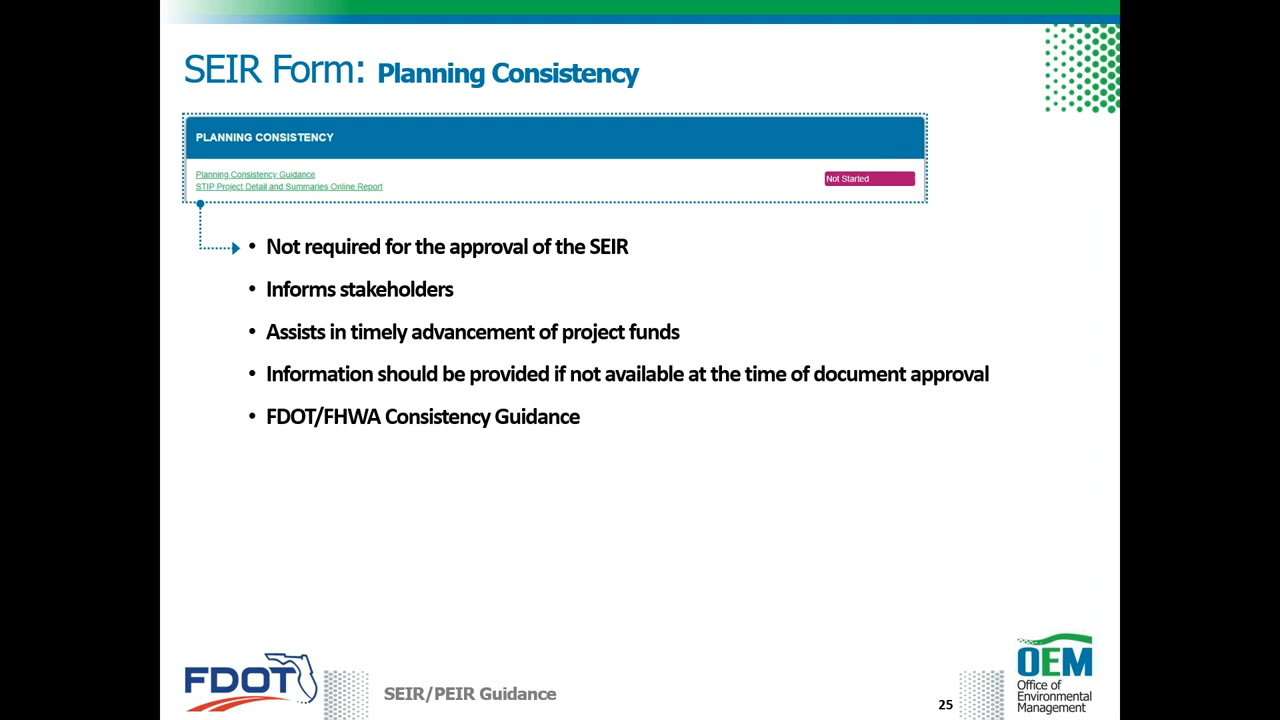 SEIR Form: Planning Consistency
PLANNING CONSISTENCY
Planning Consistency Guidance
STIP Project Detail and Summaries Online Report
Not Started
• Not required for the approval of the SEIR
• Informs stakeholders
• Assists in timely advancement of project funds
• Information should be provided if not available at the time of document approval
• FDOT/FHWA Consistency Guidance
FDOT
SEIR/PEIR Guidance
25
OEM
Office of
Environmental
Management